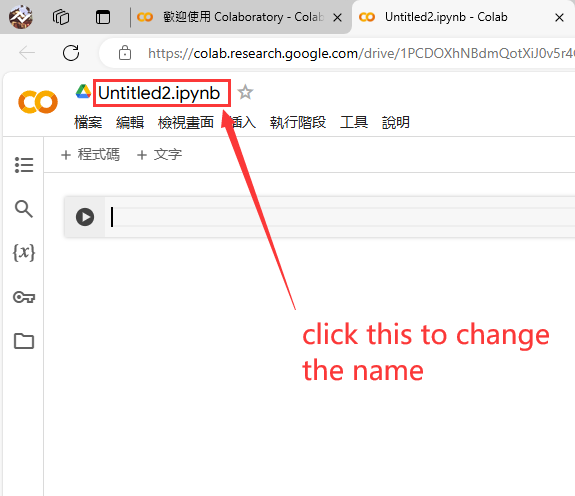 歡迎使用 Colaboratory - Colab
Untitled2.ipynb - Colab
https://colab.research.google.com/drive/1PCDOXhNBdmQotXiJ0v5r4
Untitled2.ipynb
檔案 編輯 檢視畫面 插入 執行階段 工具 說明
+ 程式碼 + 文字
{x}
click this to change
the name